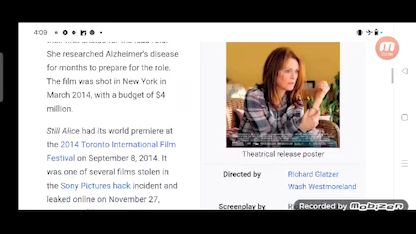 4:09
She researched Alzheimer's disease
for months to prepare for the role.
The film was shot in New York in
March 2014, with a budget of $4
million.
Still Alice had its world premiere at
the 2014 Toronto International Film
Festival on September 8, 2014. It
was one of several films stolen in
the Sony Pictures hack incident and
leaked online on November 27,
Theatrical release poster
Directed by
Richard Glatzer
Wash Westmoreland
Screenplay by
Recorded by mobizen